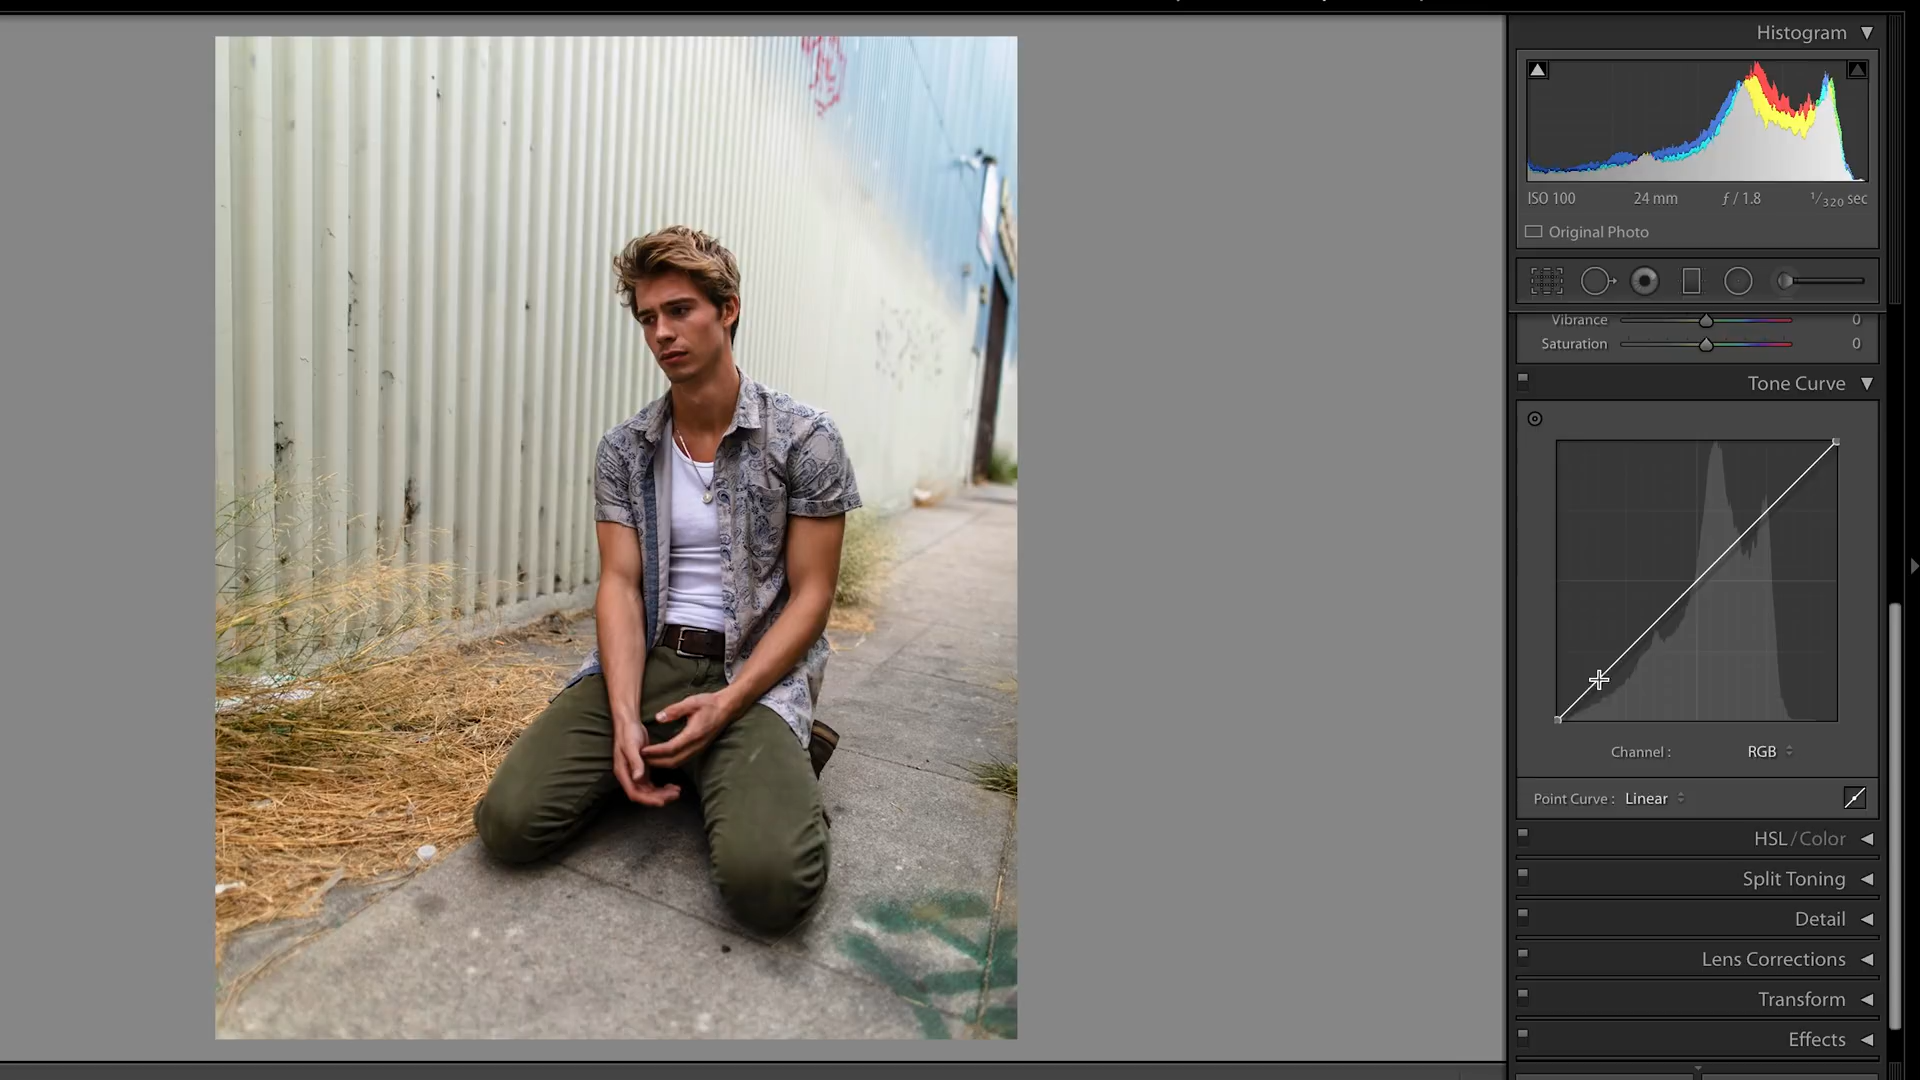 Histogram
ISO 100 24 mm ƒ / 1.8 1/320 sec
Original Photo
Vibrance 0
Saturation 0
Tone Curve
Channel : RGB
Point Curve : Linear
HSL / Color
Split Toning
Detail
Lens Corrections
Transform
Effects